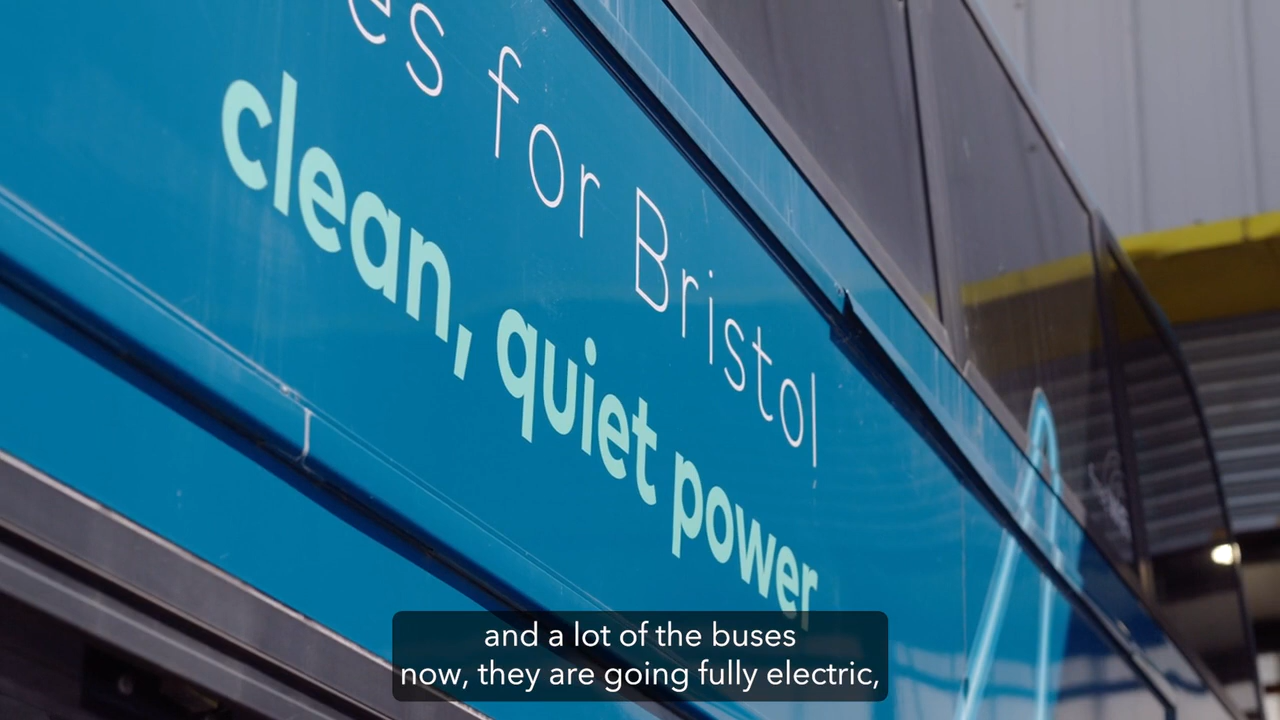 es for Bristol
clean, quiet power
and a lot of the buses
now, they are going fully electric,